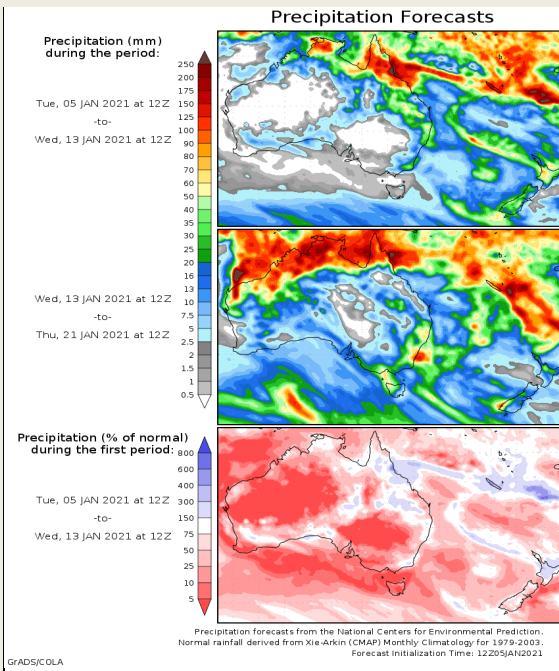 Precipitation Forecasts
Precipitation (mm)
during the period:
Tue, 05 JAN 2021 at 12Z
-to-
Wed, 13 JAN 2021 at 12Z
250
200
175
150
125
100
90
80
70
60
50
40
35
30
25
20
16
13
10
7.5
5
2.5
2
1.5
1
0.5
Wed, 13 JAN 2021 at 12Z
-to-
Thu, 21 JAN 2021 at 12Z
Precipitation (% of normal)
during the first period:
Tue, 05 JAN 2021 at 12Z
-to-
Wed, 13 JAN 2021 at 12Z
800
600
400
300
150
75
50
25
10
5
Precipitation forecasts from the National Centers for Environmental Prediction.
Normal rainfall derived from Xie-Arkin (CMAP) Monthly Climatology for 1979-2003.
Forecast Initialization Time: 12Z05JAN2021
GrADS/COLA